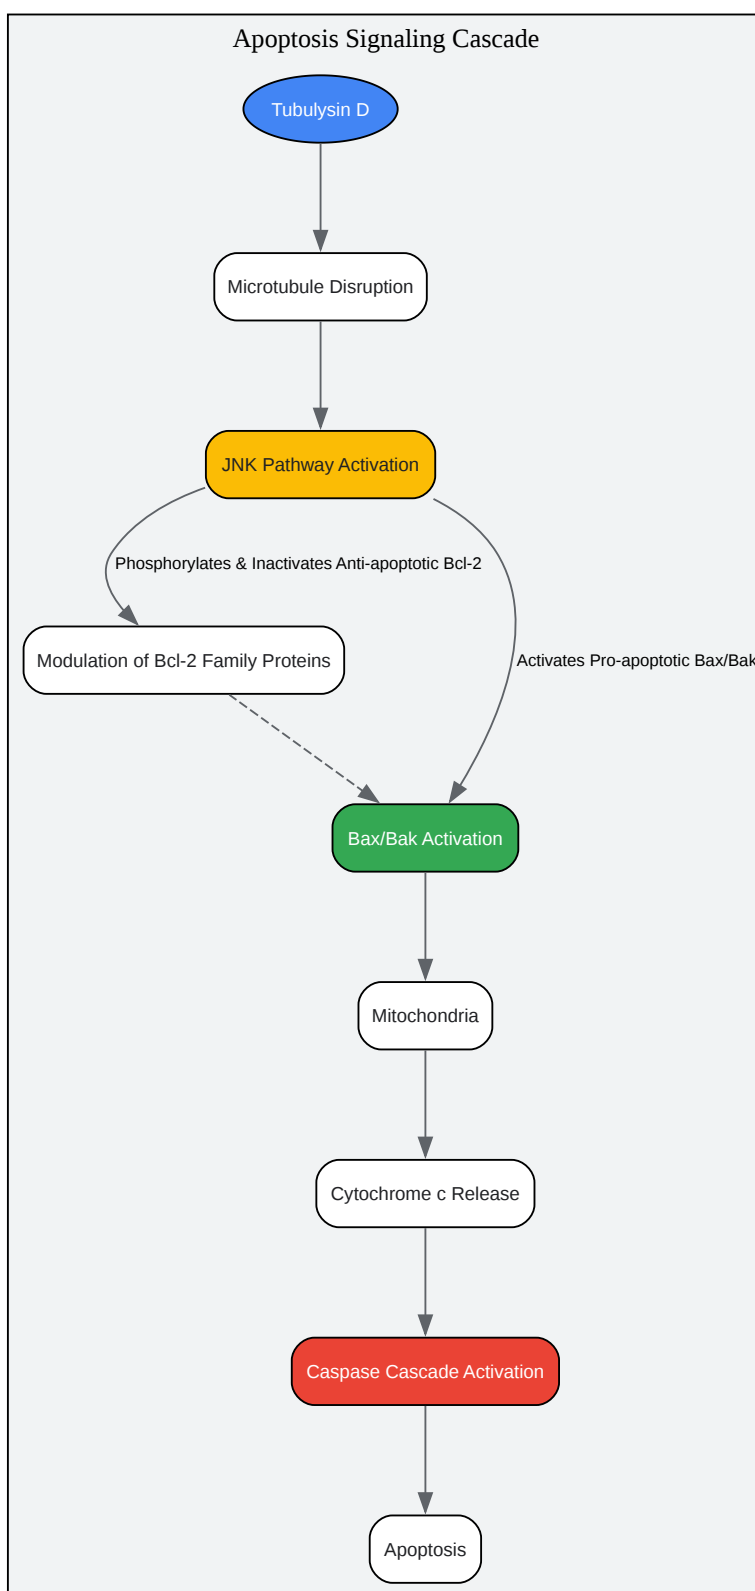 Apoptosis Signaling Cascade
Tubulysin D
Microtubule Disruption
JNK Pathway Activation
Phosphorylates & Inactivates Anti-apoptotic Bcl-2
Modulation of Bcl-2 Family Proteins
Activates Pro-apoptotic Bax/Bak
Bax/Bak Activation
Mitochondria
Cytochrome c Release
Caspase Cascade Activation
Apoptosis